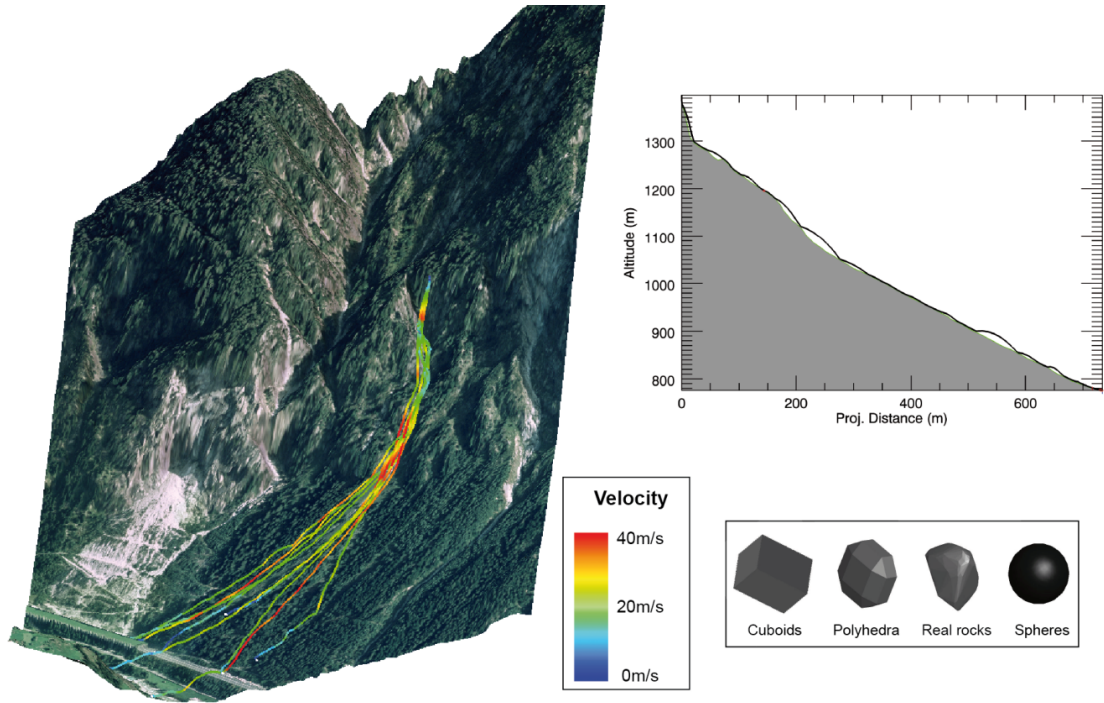 1300
1200
1100
1000
900
800
Altitude (m)
0
200
400
600
Proj. Distance (m)
Velocity
40m/s
20m/s
0m/s
Cuboids
Polyhedra
Real rocks
Spheres